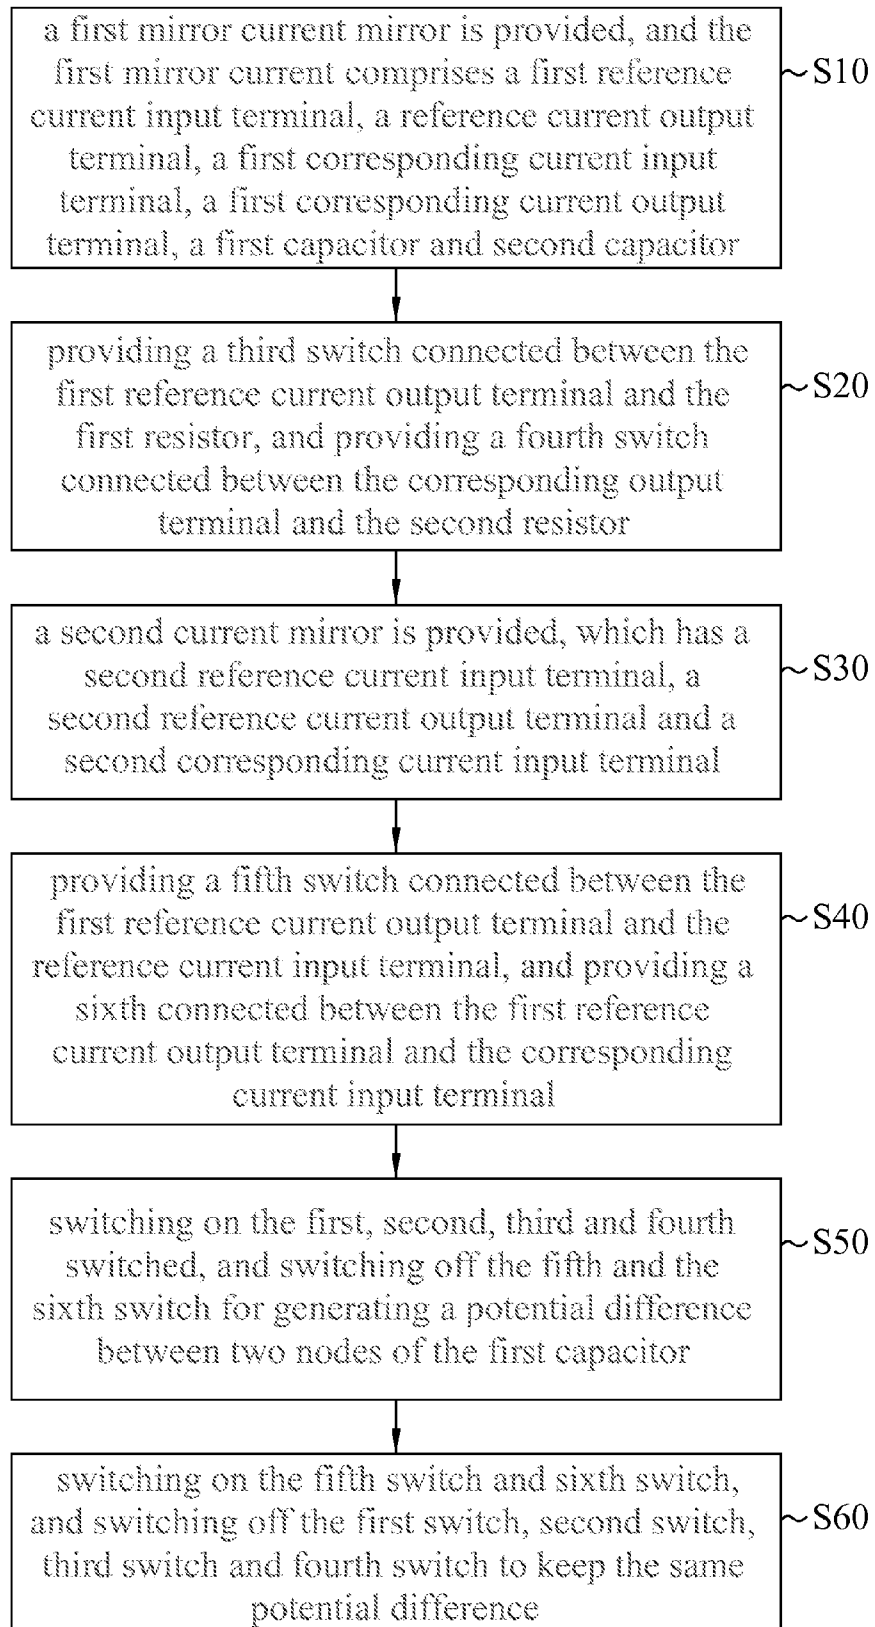 a first mirror current mirror is provided, and the
first mirror current comprises a first reference
current input terminal, a reference current output
terminal, a first corresponding current input
terminal, a first corresponding current output
terminal, a first capacitor and second capacitor
~S10
providing a third switch connected between the
first reference current output terminal and the
first resistor, and providing a fourth switch
connected between the corresponding output
terminal and the second resistor
~S20
a second current mirror is provided, which has a
second reference current input terminal, a
second reference current output terminal and a
second corresponding current input terminal
~S30
providing a fifth switch connected between the
first reference current output terminal and the
reference current input terminal, and providing a
sixth connected between the first reference
current output terminal and the corresponding
current input terminal
~S40
switching on the first, second, third and fourth
switched, and switching off the fifth and the
sixth switch for generating a potential difference
between two nodes of the first capacitor
~S50
switching on the fifth switch and sixth switch,
and switching off the first switch, second switch,
third switch and fourth switch to keep the same
potential difference
~S60